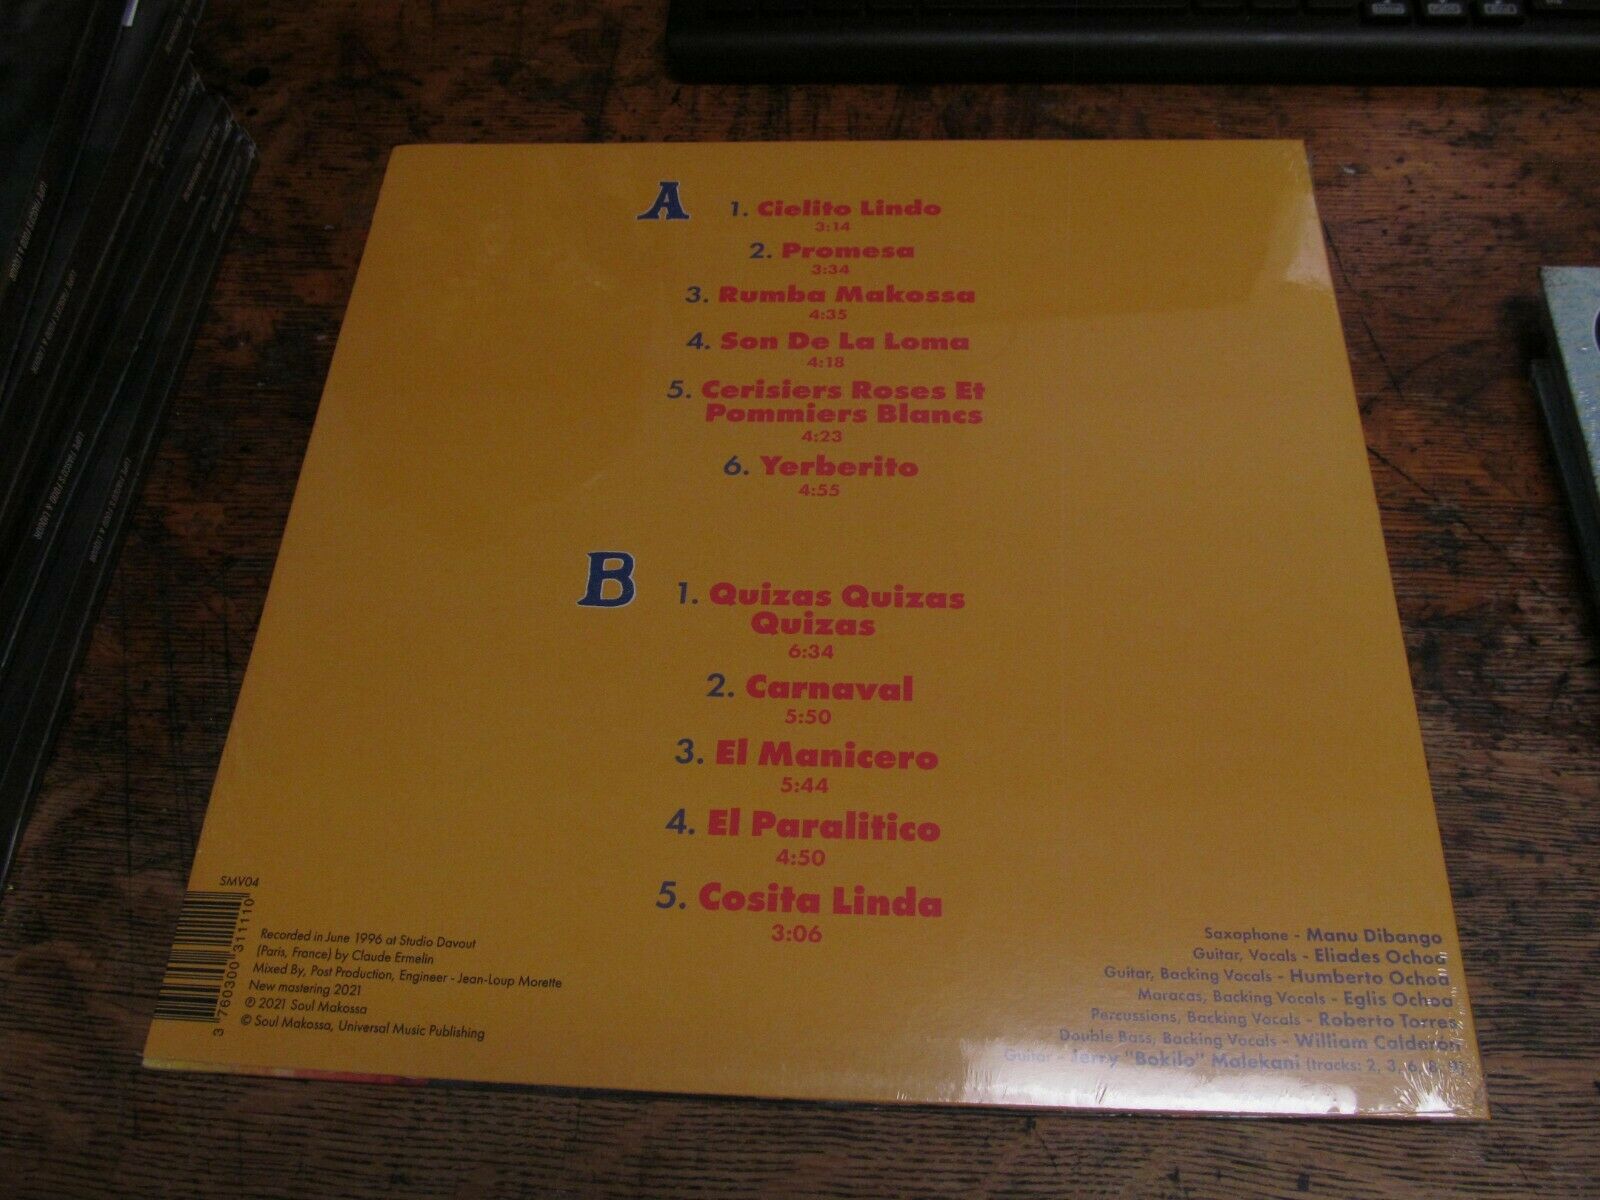 A
1. Cielito Lindo
3:14
2. Promesa
3:34
3. Rumba Makossa
4:35
4. Son De La Loma
4:18
5. Cerisiers Roses Et
Pommiers Blancs
4:23
6. Yerberito
4:55
B
1. Quizas Quizas
Quizas
6:34
2. Carnaval
5:50
3. El Manicero
5:44
4. El Paralitico
4:50
5. Cosita Linda
3:06
SMV04
3 760300 311110
Recorded in June 1996 at Studio Davout
(Paris, France) by Claude Ermelin
Mixed By, Post Production, Engineer - Jean-Loup Morette
New mastering 2021
℗ 2021 Soul Makossa
© Soul Makossa, Universal Music Publishing
Saxophone - Manu Dibango
Guitar, Vocals - Eliades Ochoa
Guitar, Backing Vocals - Humberto Ochoa
Maracas, Backing Vocals - Eglis Ochoa
Percussions, Backing Vocals - Roberto Torres
Double Bass, Backing Vocals - William Calderón
Guitar - Jerry "Bokilo" Malekani (tracks: 2, 3, 6, 8, 9)